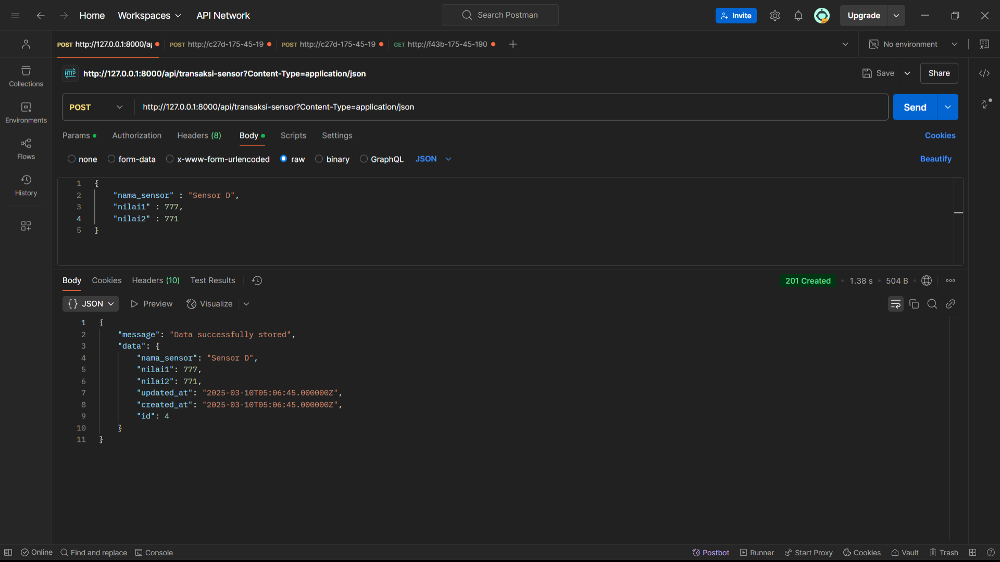 Home Workspaces API Network Search Postman Invite Upgrade
POST http://127.0.0.1:8000/ap POST http://c27d-175-45-19 POST http://c27d-175-45-19 GET http://f43b-175-45-190 No environment
HTTP http://127.0.0.1:8000/api/transaksi-sensor?Content-Type=application/json Save Share
Collections
Environments
Flows
History
POST http://127.0.0.1:8000/api/transaksi-sensor?Content-Type=application/json Send
Params Authorization Headers (8) Body Scripts Settings Cookies
none form-data x-www-form-urlencoded raw binary GraphQL JSON Beautify
1 {
2 "nama_sensor" : "Sensor D",
3 "nilai1" : 777,
4 "nilai2" : 771
5 }
Body Cookies Headers (10) Test Results 201 Created 1.38 s 504 B
{} JSON Preview Visualize
1 {
2 "message": "Data successfully stored",
3 "data": {
4 "nama_sensor": "Sensor D",
5 "nilai1": 777,
6 "nilai2": 771,
7 "updated_at": "2025-03-10T05:06:45.000000Z",
8 "created_at": "2025-03-10T05:06:45.000000Z",
9 "id": 4
10 }
11 }
Online Find and replace Console Postbot Runner Start Proxy Cookies Vault Trash